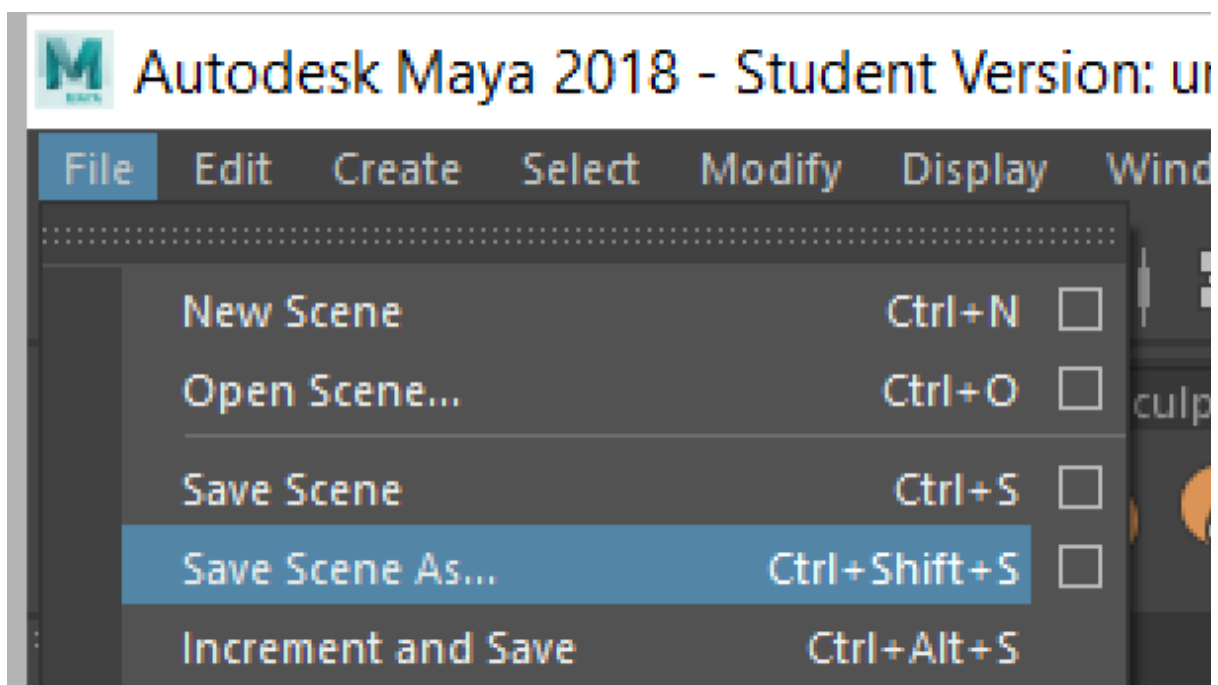 Autodesk Maya 2018 - Student Version:
File Edit Create Select Modify Display
New Scene Ctrl+N
Open Scene... Ctrl+O
Save Scene Ctrl+S
Save Scene As... Ctrl+Shift+S
Increment and Save Ctrl+Alt+S